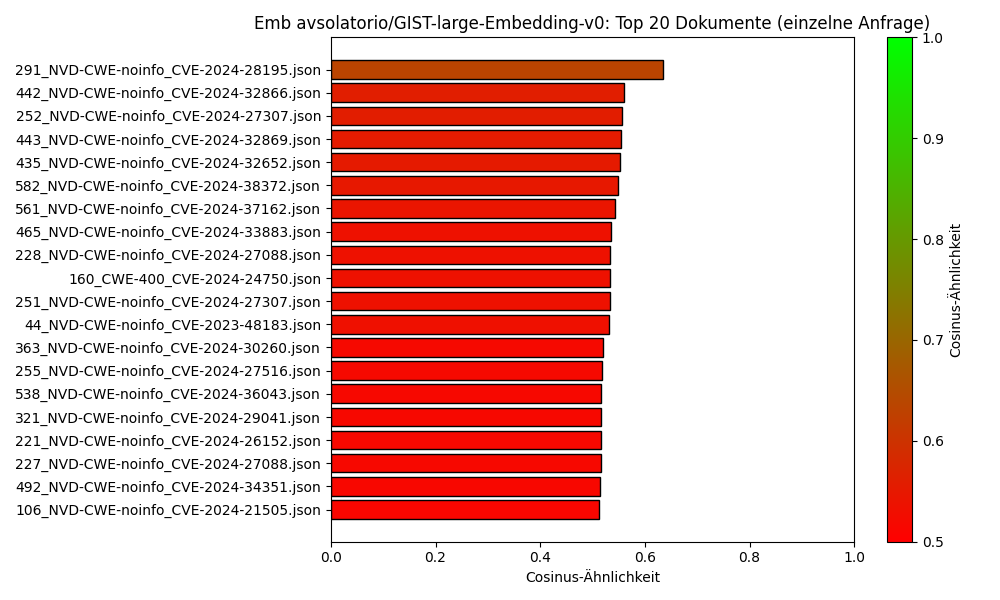 Emb avsolatorio/GIST-large-Embedding-v0: Top 20 Dokumente (einzelne Anfrage)
291_NVD-CWE-noinfo_CVE-2024-28195.json
442_NVD-CWE-noinfo_CVE-2024-32866.json
252_NVD-CWE-noinfo_CVE-2024-27307.json
443_NVD-CWE-noinfo_CVE-2024-32869.json
435_NVD-CWE-noinfo_CVE-2024-32652.json
582_NVD-CWE-noinfo_CVE-2024-38372.json
561_NVD-CWE-noinfo_CVE-2024-37162.json
465_NVD-CWE-noinfo_CVE-2024-33883.json
228_NVD-CWE-noinfo_CVE-2024-27088.json
160_CWE-400_CVE-2024-24750.json
251_NVD-CWE-noinfo_CVE-2024-27307.json
44_NVD-CWE-noinfo_CVE-2023-48183.json
363_NVD-CWE-noinfo_CVE-2024-30260.json
255_NVD-CWE-noinfo_CVE-2024-27516.json
538_NVD-CWE-noinfo_CVE-2024-36043.json
321_NVD-CWE-noinfo_CVE-2024-29041.json
221_NVD-CWE-noinfo_CVE-2024-26152.json
227_NVD-CWE-noinfo_CVE-2024-27088.json
492_NVD-CWE-noinfo_CVE-2024-34351.json
106_NVD-CWE-noinfo_CVE-2024-21505.json
0.0 0.2 0.4 0.6 0.8 1.0
Cosinus-Ähnlichkeit
1.0
0.9
0.8
0.7
0.6
0.5
Cosinus-Ähnlichkeit